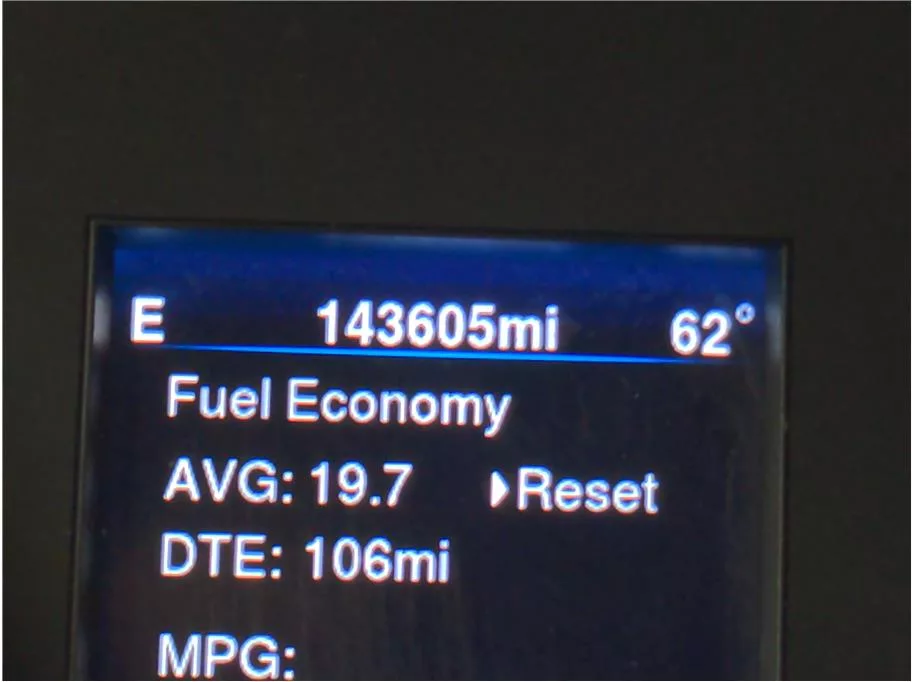 E 143605mi 62°
Fuel Economy
AVG: 19.7 Reset
DTE: 106mi
MPG: